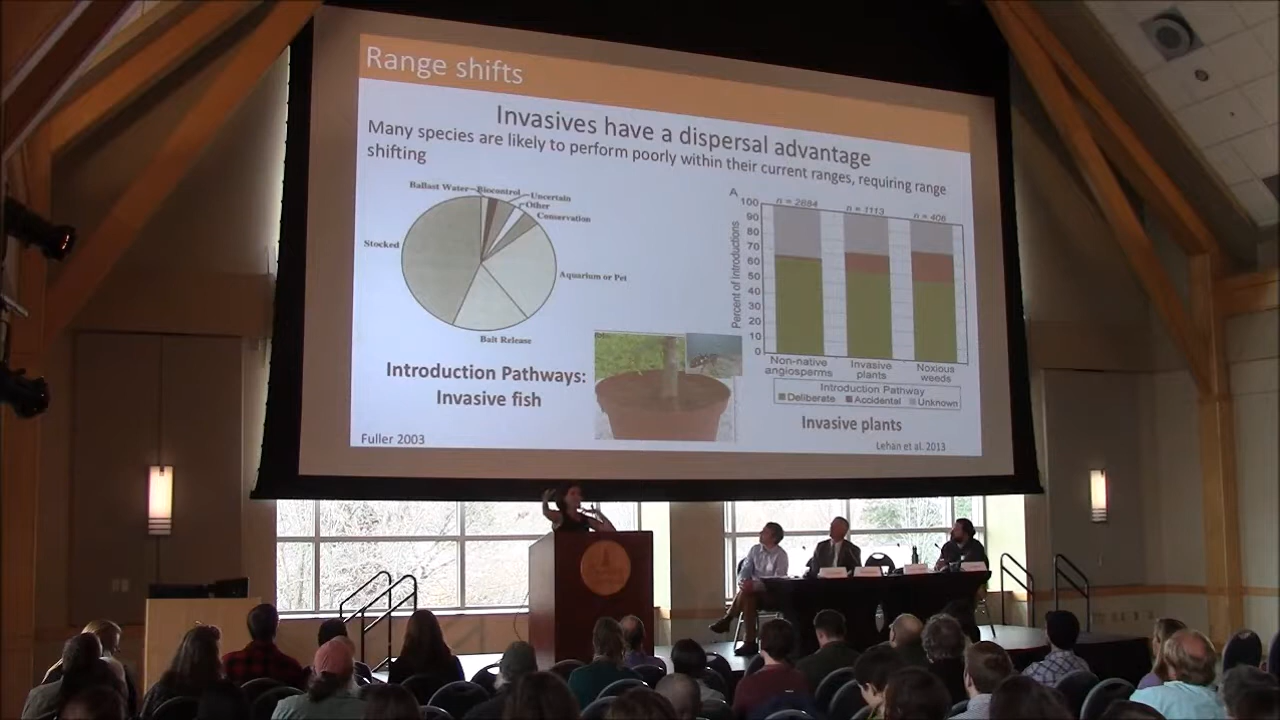 Range shifts
Invasives have a dispersal advantage
Many species are likely to perform poorly within their current ranges, requiring range
shifting
Ballast Water
Biocontrol
Uncertain
Other
Conservation
Stocked
Aquarium or Pet
Bait Release
Introduction Pathways:
Invasive fish
Fuller 2003
A
n = 1113
n = 406
Percent of Introductions
100
90
80
70
60
50
40
30
20
10
0
Non-native
angiosperms
Invasive
plants
Noxious
weeds
Introduction Pathway
Deliberate
Accidental
Unknown
Invasive plants
Lehan et al. 2013